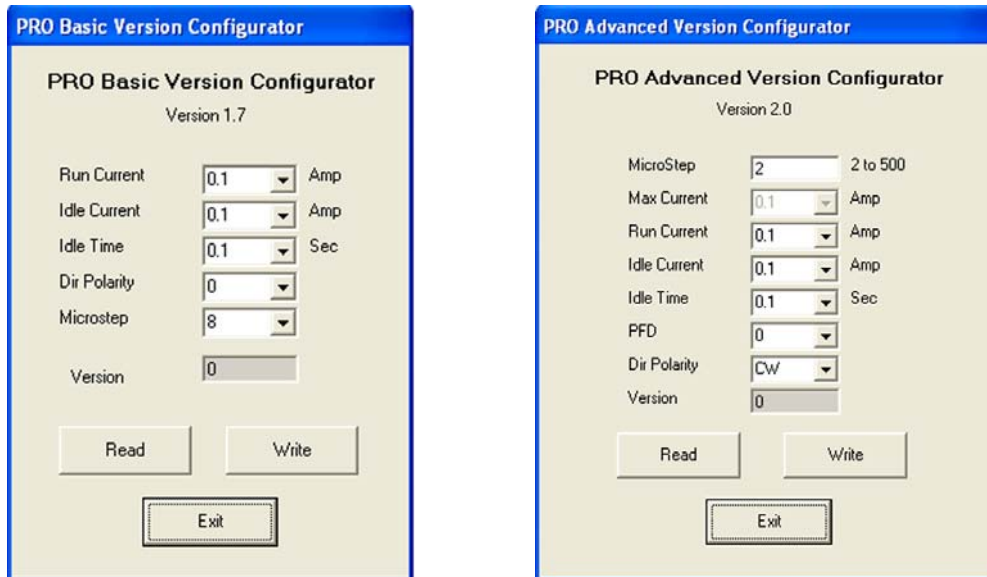 PRO Basic Version Configurator
PRO Basic Version Configurator
Version 1.7
Run Current 0.1 Amp
Idle Current 0.1 Amp
Idle Time 0.1 Sec
Dir Polarity 0
Microstep 8
Version 0
Read Write
Exit
PRO Advanced Version Configurator
PRO Advanced Version Configurator
Version 2.0
MicroStep 2 2 to 500
Max Current 0.1 Amp
Run Current 0.1 Amp
Idle Current 0.1 Amp
Idle Time 0.1 Sec
PFD 0
Dir Polarity CW
Version 0
Read Write
Exit